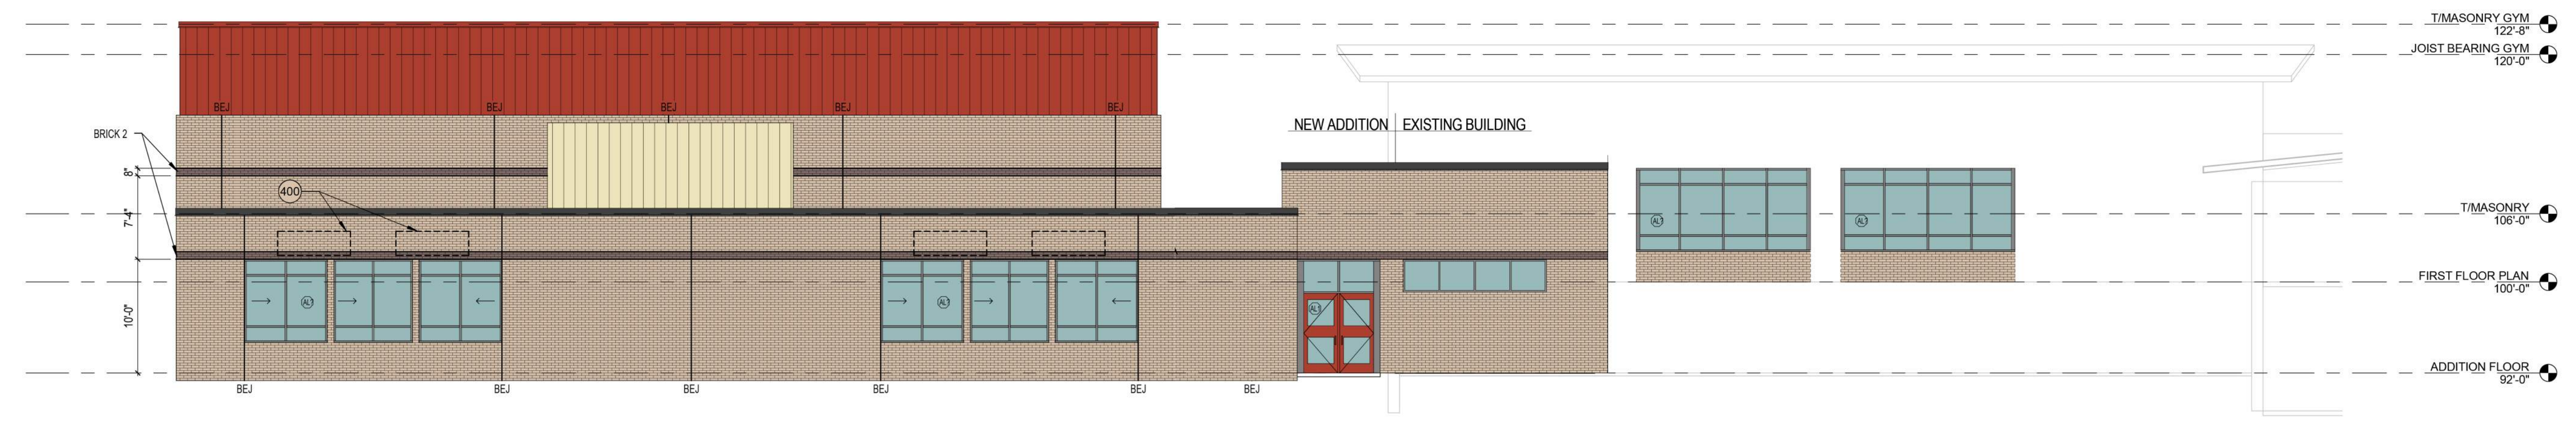 T/MASONRY GYM
122'-8"
JOIST BEARING GYM
120'-0"
BEJ BEJ BEJ BEJ BEJ
NEW ADDITION EXISTING BUILDING
BRICK 2
8"
400
7'-4"
T/MASONRY
106'-0"
AL1 AL1
FIRST FLOOR PLAN
100'-0"
AL1 AL1 AL1
10'-0"
ADDITION FLOOR
92'-0"
BEJ BEJ BEJ BEJ BEJ BEJ